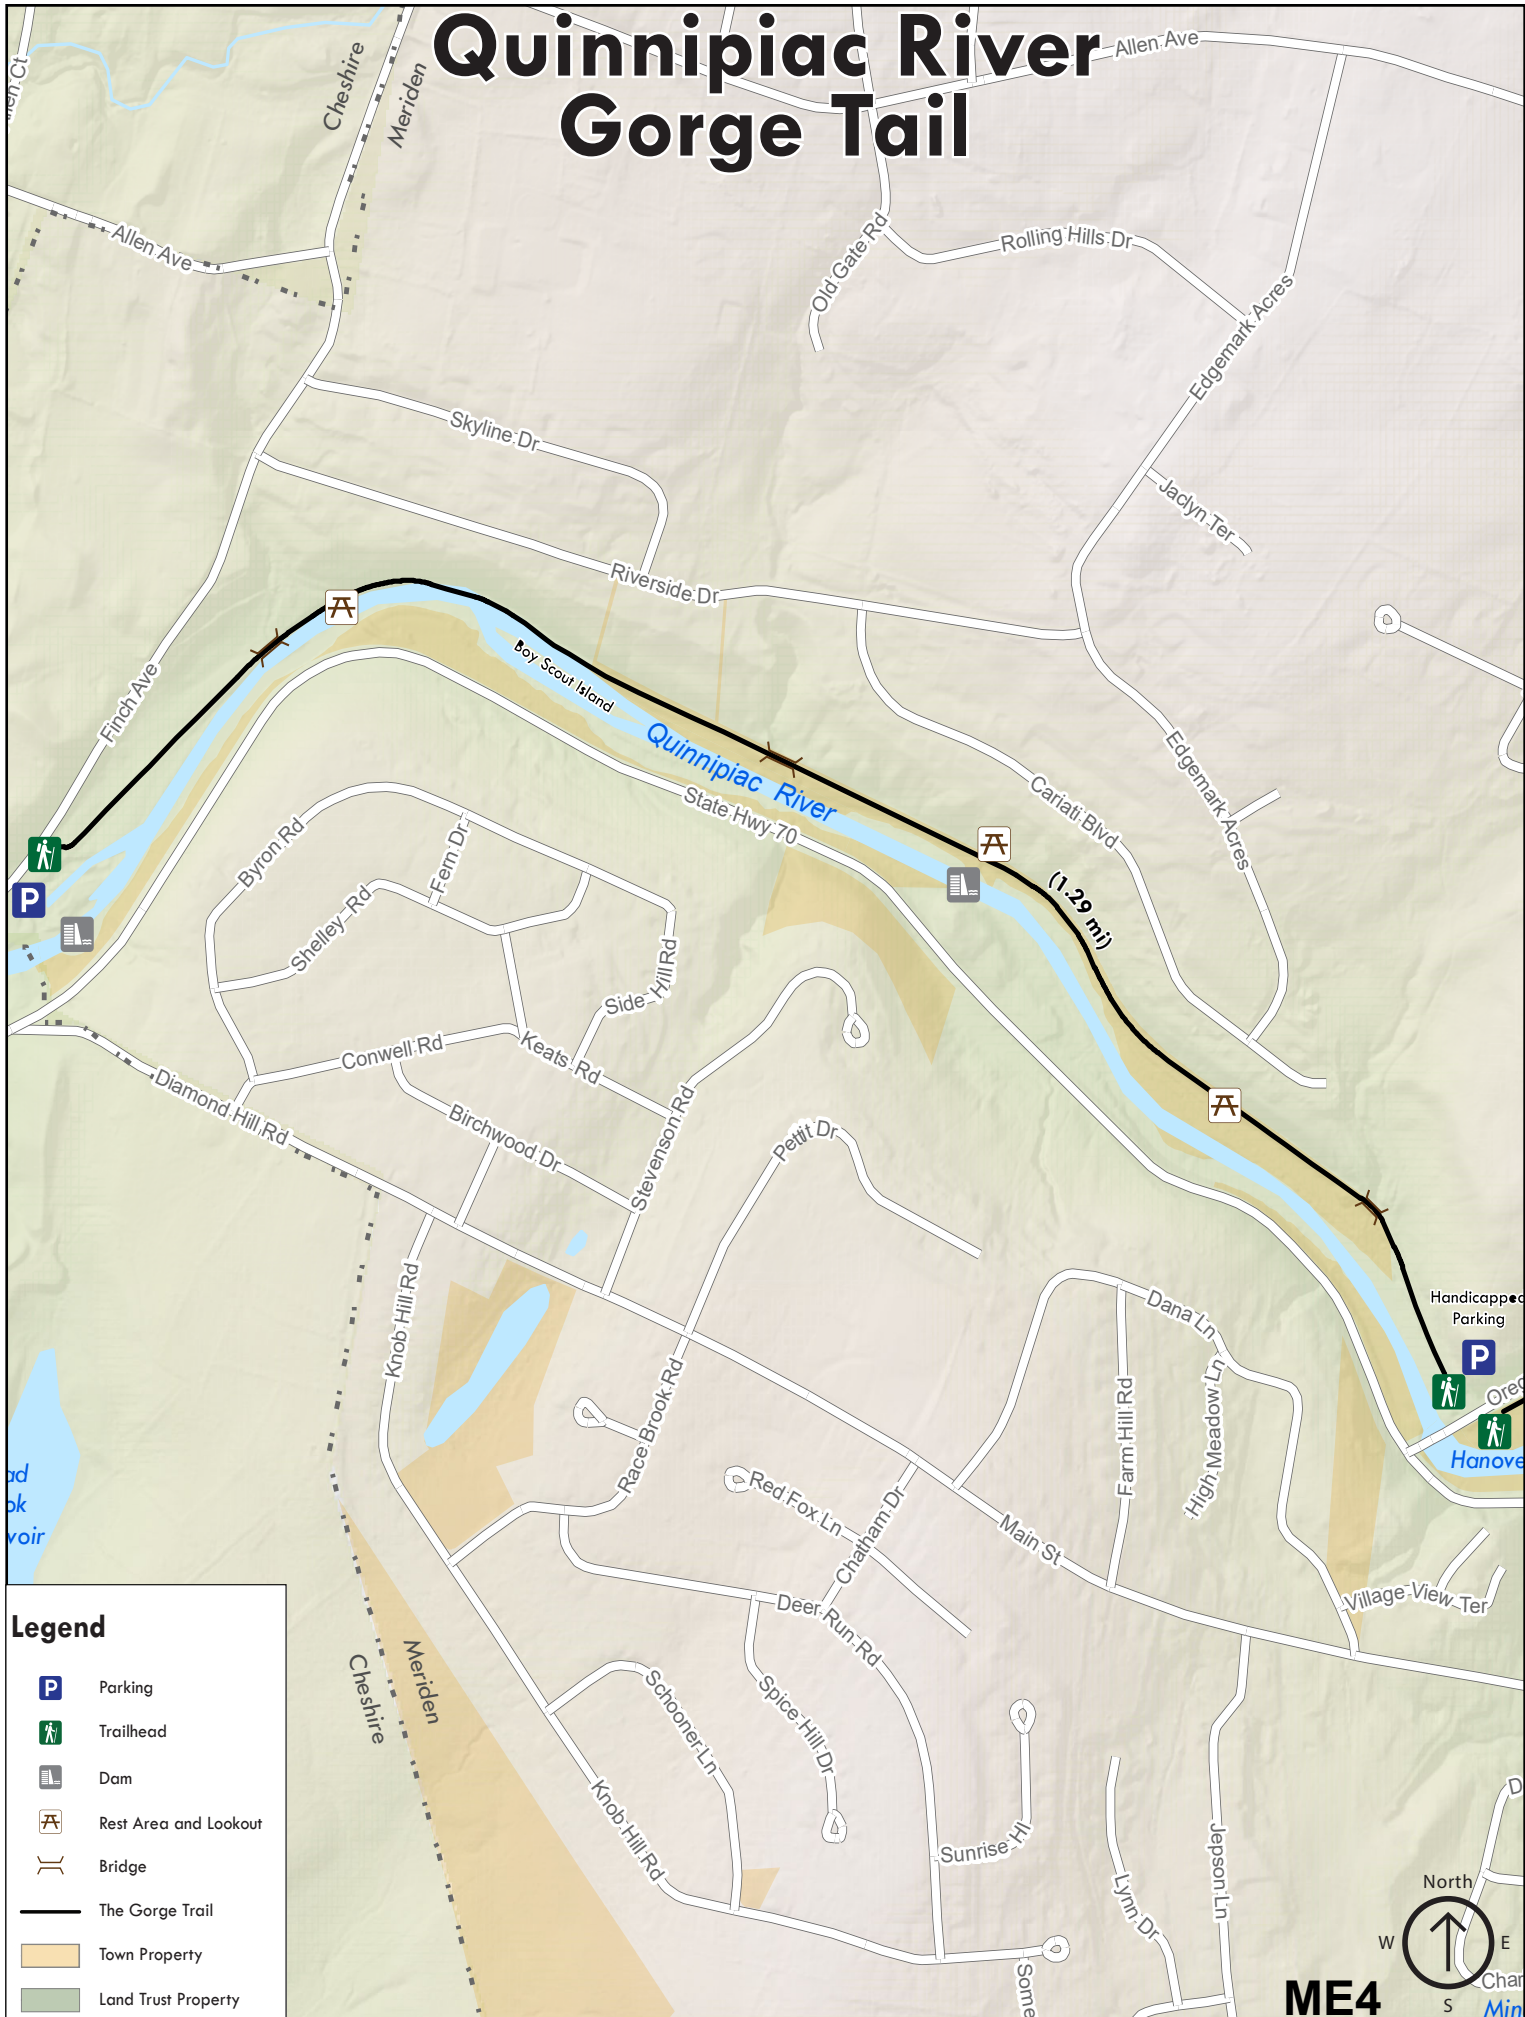 Quinnipiac River
Gorge Tail
Cheshire
Meriden
Allen Ave
Allen Ave
Old Gate Rd
Rolling Hills Dr
Edgemark Acres
Skyline Dr
Jaclyn Ter
Riverside Dr
Finch Ave
Boy Scout Island
Quinnipiac River
State Hwy 70
Cariati Blvd
Edgemark Acres
Byron Rd
Fern Dr
Shelley Rd
(1.29 mi)
P
Side Hill Rd
Conwell Rd
Keats Rd
Diamond Hill Rd
Birchwood Dr
Stevenson Rd
Pettit Dr
Knob Hill Rd
Dana Ln
Handicapped
Parking
P
Race Brook Rd
Farm Hill Rd
High Meadow Ln
Hanove
Red Fox Ln
Chatham Dr
Main St
voir
Village View Ter
Deer Run Rd
Meriden
Cheshire
Schooner Ln
Spice Hill Dr
Knob Hill Rd
Sunrise Hl
Lynn Dr
Jepson Ln
Some
Char
Min
Legend
P Parking
Trailhead
Dam
Rest Area and Lookout
Bridge
The Gorge Trail
Town Property
Land Trust Property
North
W E
S
ME4